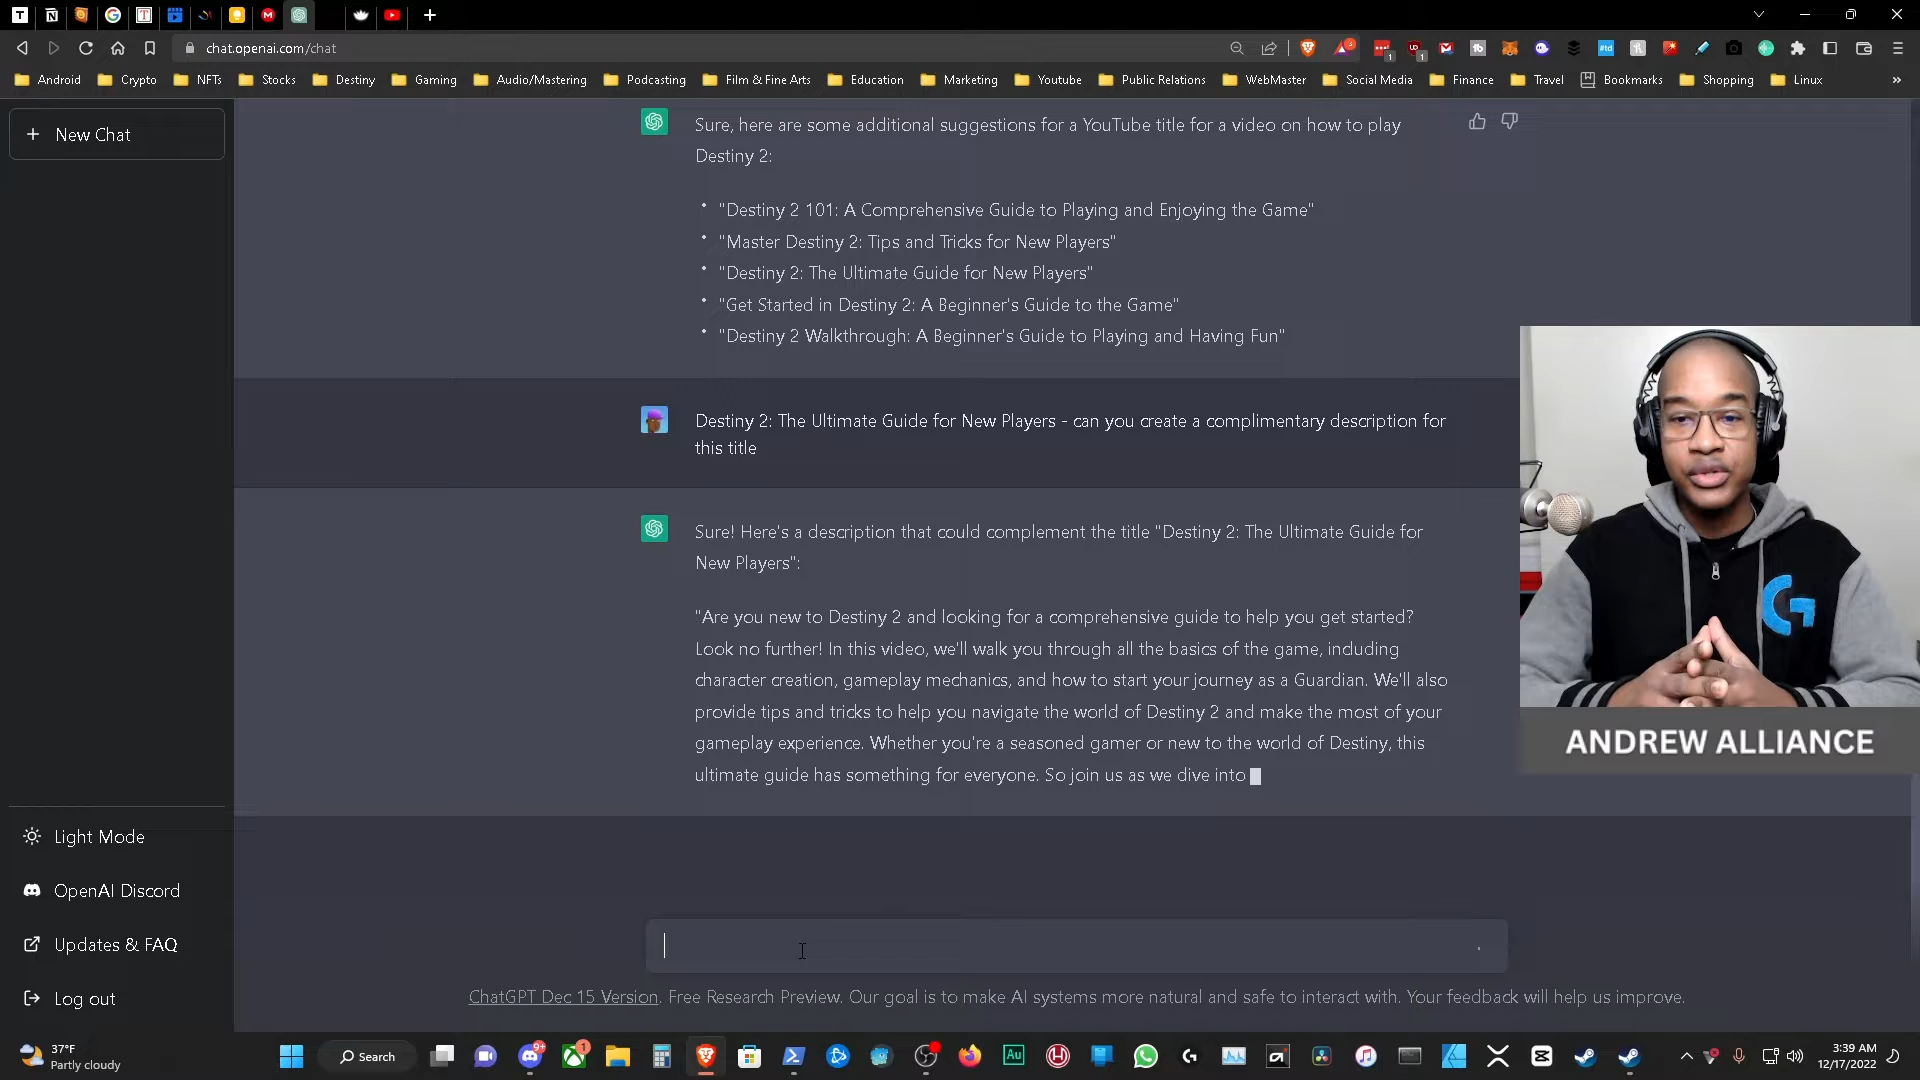 chat.openai.com/chat
Android Crypto NFTs Stocks Destiny Gaming Audio/Mastering Podcasting Film & Fine Arts Education Marketing Youtube Public Relations WebMaster Social Media Finance Travel Bookmarks Shopping Linux
New Chat
Sure, here are some additional suggestions for a YouTube title for a video on how to play
Destiny 2:
• "Destiny 2 101: A Comprehensive Guide to Playing and Enjoying the Game"
• "Master Destiny 2: Tips and Tricks for New Players"
• "Destiny 2: The Ultimate Guide for New Players"
• "Get Started in Destiny 2: A Beginner's Guide to the Game"
• "Destiny 2 Walkthrough: A Beginner's Guide to Playing and Having Fun"
Destiny 2: The Ultimate Guide for New Players - can you create a complimentary description for
this title
Sure! Here's a description that could complement the title "Destiny 2: The Ultimate Guide for
New Players":
"Are you new to Destiny 2 and looking for a comprehensive guide to help you get started?
Look no further! In this video, we'll walk you through all the basics of the game, including
character creation, gameplay mechanics, and how to start your journey as a Guardian. We'll also
provide tips and tricks to help you navigate the world of Destiny 2 and make the most of your
gameplay experience. Whether you're a seasoned gamer or new to the world of Destiny, this
ultimate guide has something for everyone. So join us as we dive into
ANDREW ALLIANCE
Light Mode
OpenAI Discord
Updates & FAQ
Log out
ChatGPT Dec 15 Version. Free Research Preview. Our goal is to make AI systems more natural and safe to interact with. Your feedback will help us improve.
37°F
Partly cloudy
Search
3:39 AM
12/17/2022